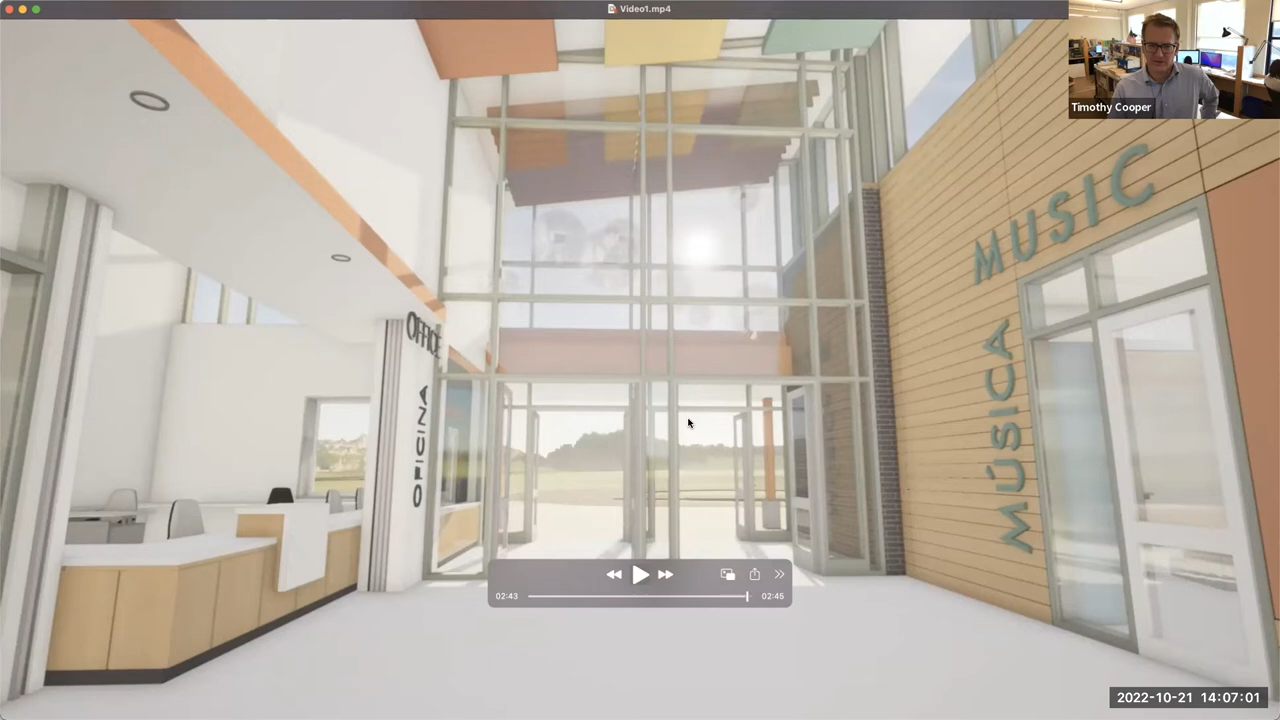 Video1.mp4
Timothy Cooper
MUSIC
OFFICE
OFICINA
MÚSICA
02:43
02:45
2022-10-21 14:07:01